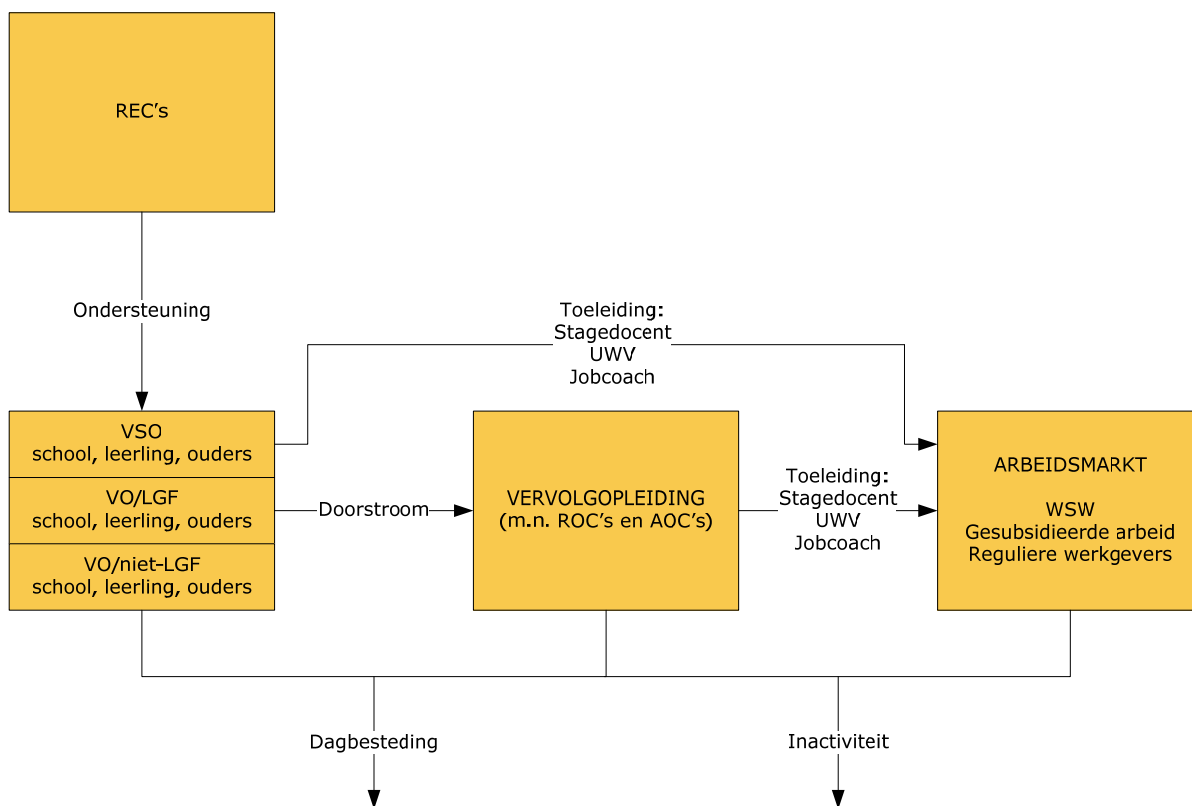 REC's
Ondersteuning
Toeleiding:
Stagedocent
UWV
Jobcoach
VSO
school, leerling, ouders
VO/LGF
school, leerling, ouders
VO/niet-LGF
school, leerling, ouders
Doorstroom
VERVOLGOPLEIDING
(m.n. ROC's en AOC's)
Toeleiding:
Stagedocent
UWV
Jobcoach
ARBEIDSMARKT
WSW
Gesubsidieerde arbeid
Reguliere werkgevers
Dagbesteding
Inactiviteit